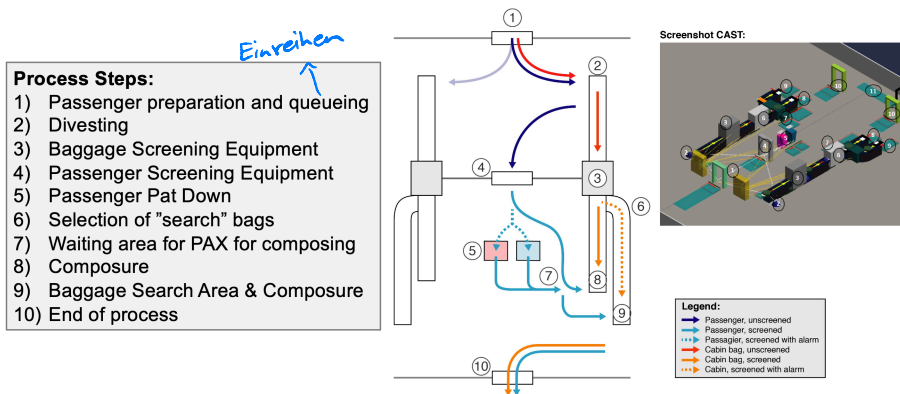 Einreihen
Process Steps:
1) Passenger preparation and queueing
2) Divesting
3) Baggage Screening Equipment
4) Passenger Screening Equipment
5) Passenger Pat Down
6) Selection of ”search” bags
7) Waiting area for PAX for composing
8) Composure
9) Baggage Search Area & Composure
10) End of process
1
2
4
3
6
5
7
8
9
10
Screenshot CAST:
Legend:
Passenger, unscreened
Passenger, screened
Passagier, screened with alarm
Cabin bag, unscreened
Cabin bag, screened
Cabin, screened with alarm